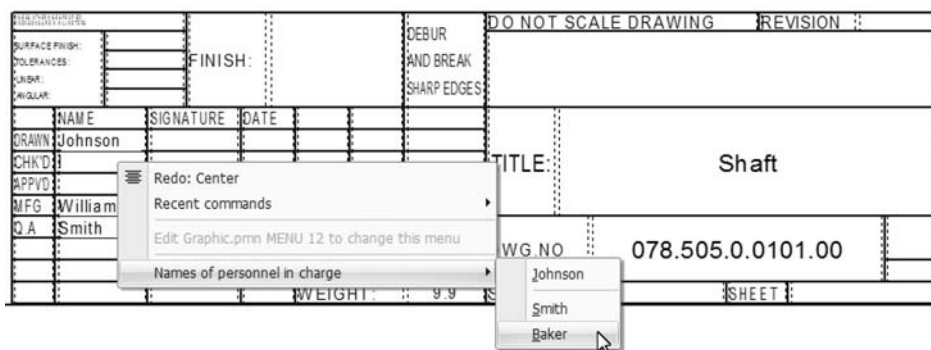 DO NOT SCALE DRAWING REVISION
SURFACE FINISH:
TOLERANCES:
LINEAR:
ANGULAR:
FINISH:
DEBUR
AND BREAK
SHARP EDGES
NAME SIGNATURE DATE
DRAWN Johnson
CHK'D
APPVD
MFG William
Q.A Smith
TITLE:
Shaft
Redo: Center
Recent commands
Edit Graphic.pmn MENU 12 to change this menu
Names of personnel in charge
Johnson
Smith
Baker
WG.NO
078.505.0.0101.00
WEIGHT: 9.9
SHEET